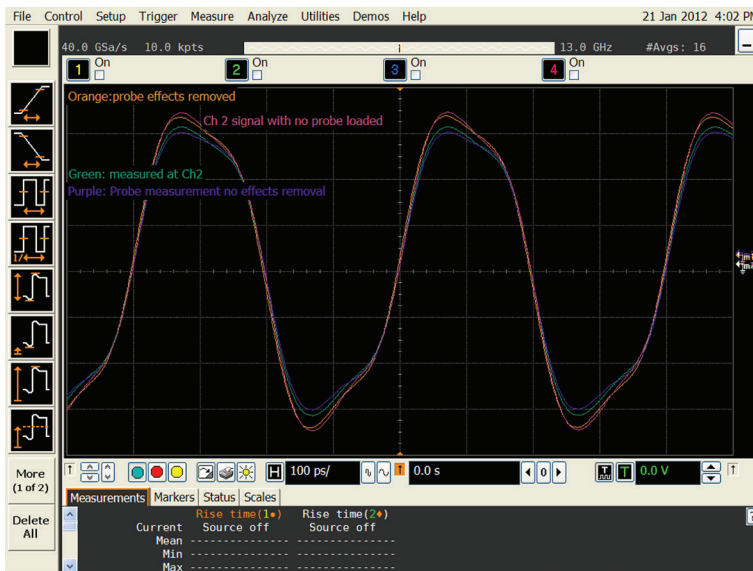 File Control Setup Trigger Measure Analyze Utilities Demos Help 21 Jan 2012 4:02 PM
40.0 GSa/s 10.0 kpts 13.0 GHz #Avgs: 16
1 On 2 On 3 On 4 On
Orange:probe effects removed
Ch 2 signal with no probe loaded
Green: measured at Ch2
Purple: Probe measurement no effects removal
1/
More
(1 of 2)
Delete
All
H 100 ps/ 0.0 s 0 T T 0.0 V
Measurements Markers Status Scales
Rise time(1) Rise time(2)
Current Source off Source off
Mean -------------- --------------
Min -------------- --------------
Max -------------- --------------